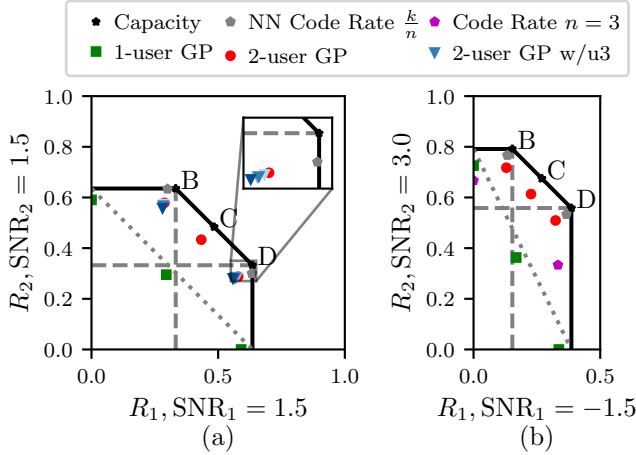 Capacity NN Code Rate k/n Code Rate n = 3
1-user GP 2-user GP 2-user GP w/u3
1.0
0.8
0.6
0.4
0.2
0.0
R₂, SNR₂ = 1.5
B
C
D
0.0 0.5 1.0
R₁, SNR₁ = 1.5
(a)
1.0
0.8
0.6
0.4
0.2
0.0
R₂, SNR₂ = 3.0
B
C
D
0.0 0.5
R₁, SNR₁ = −1.5
(b)